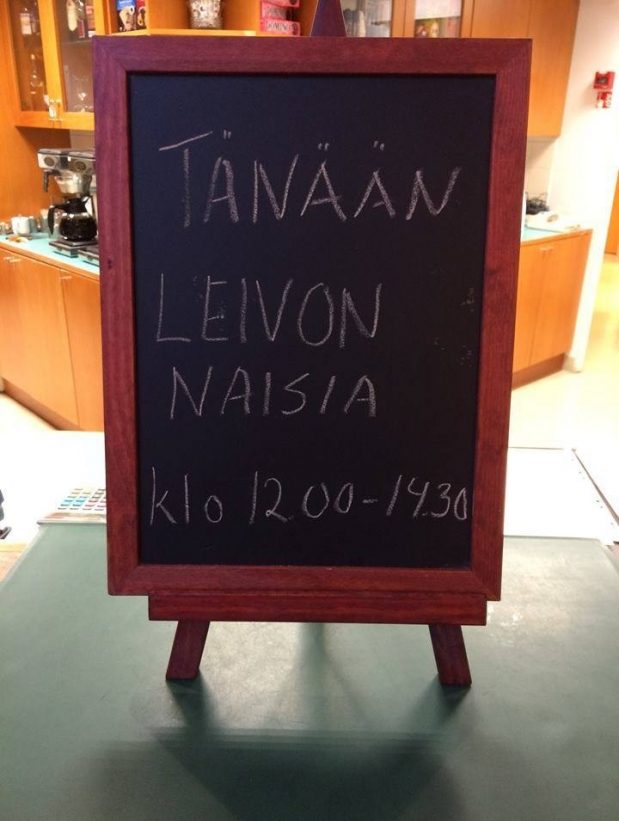 TÄNÄÄN
LEIVON
NAISIA
klo 12.00-14.30